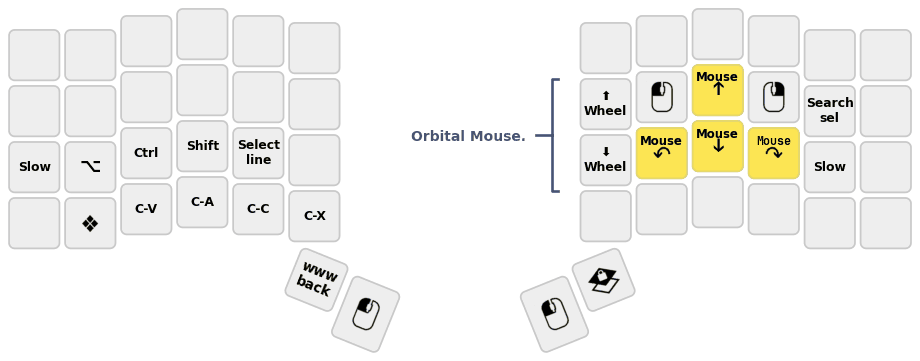 Mouse
↑
⬆
Wheel
Search
sel
Orbital Mouse.
Ctrl
Shift
Select
line
Mouse
↶
Mouse
↓
Mouse
↷
⬇
Wheel
Slow
⌥
Slow
C-V
C-A
C-C
C-X
❖
www
back